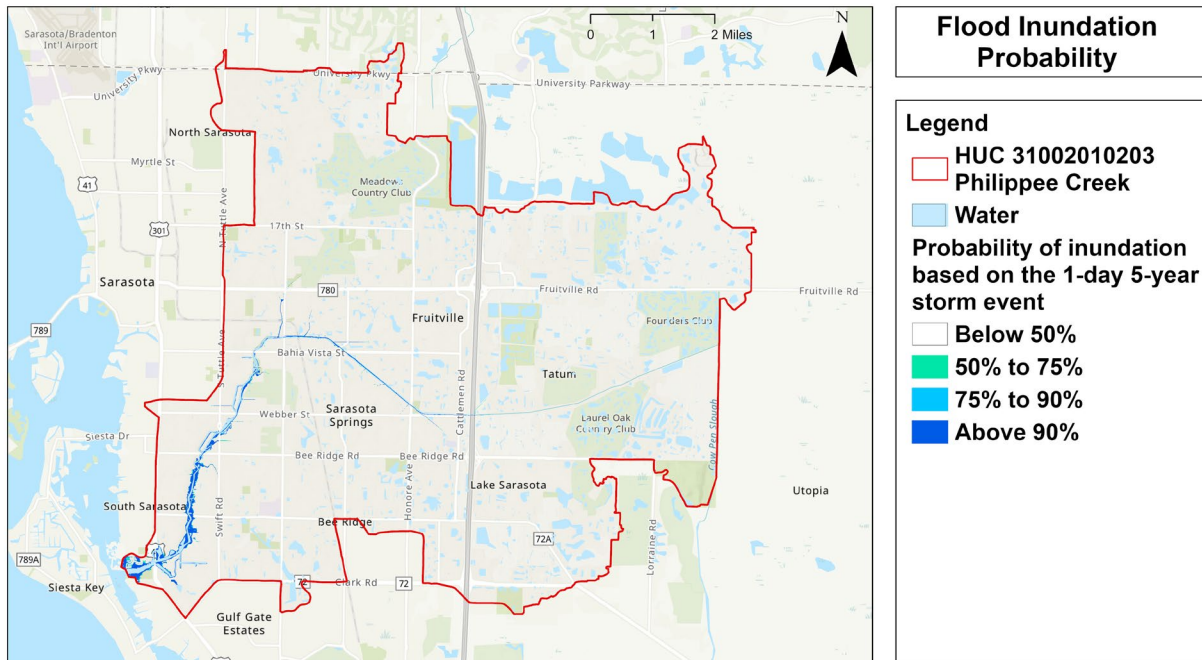 Sarasota/Bradenton
Int'l Airport
University Pkwy
University Pkwy
University Parkway
0 1 2 Miles
N
North Sarasota
Myrtle St
41
Meadows
Country Club
N Tuttle Ave
301
17th St
Sarasota
780
Fruitville Rd
Fruitville Rd
789
Fruitville
Founders Club
S Tuttle Ave
Bahia Vista St
Tatum
Cattlemen Rd
Webber St
Sarasota
Springs
Laurel Oak
Country Club
Cow Pen Slough
Siesta Dr
Bee Ridge Rd
Bee Ridge Rd
Honore Ave
Lake Sarasota
Utopia
South Sarasota
Swift Rd
Bee Ridge
72A
Lorraine Rd
789A
Siesta Key
72
Clark Rd
72
Gulf Gate
Estates
Flood Inundation
Probability
Legend
HUC 31002010203
Philippee Creek
Water
Probability of inundation
based on the 1-day 5-year
storm event
Below 50%
50% to 75%
75% to 90%
Above 90%